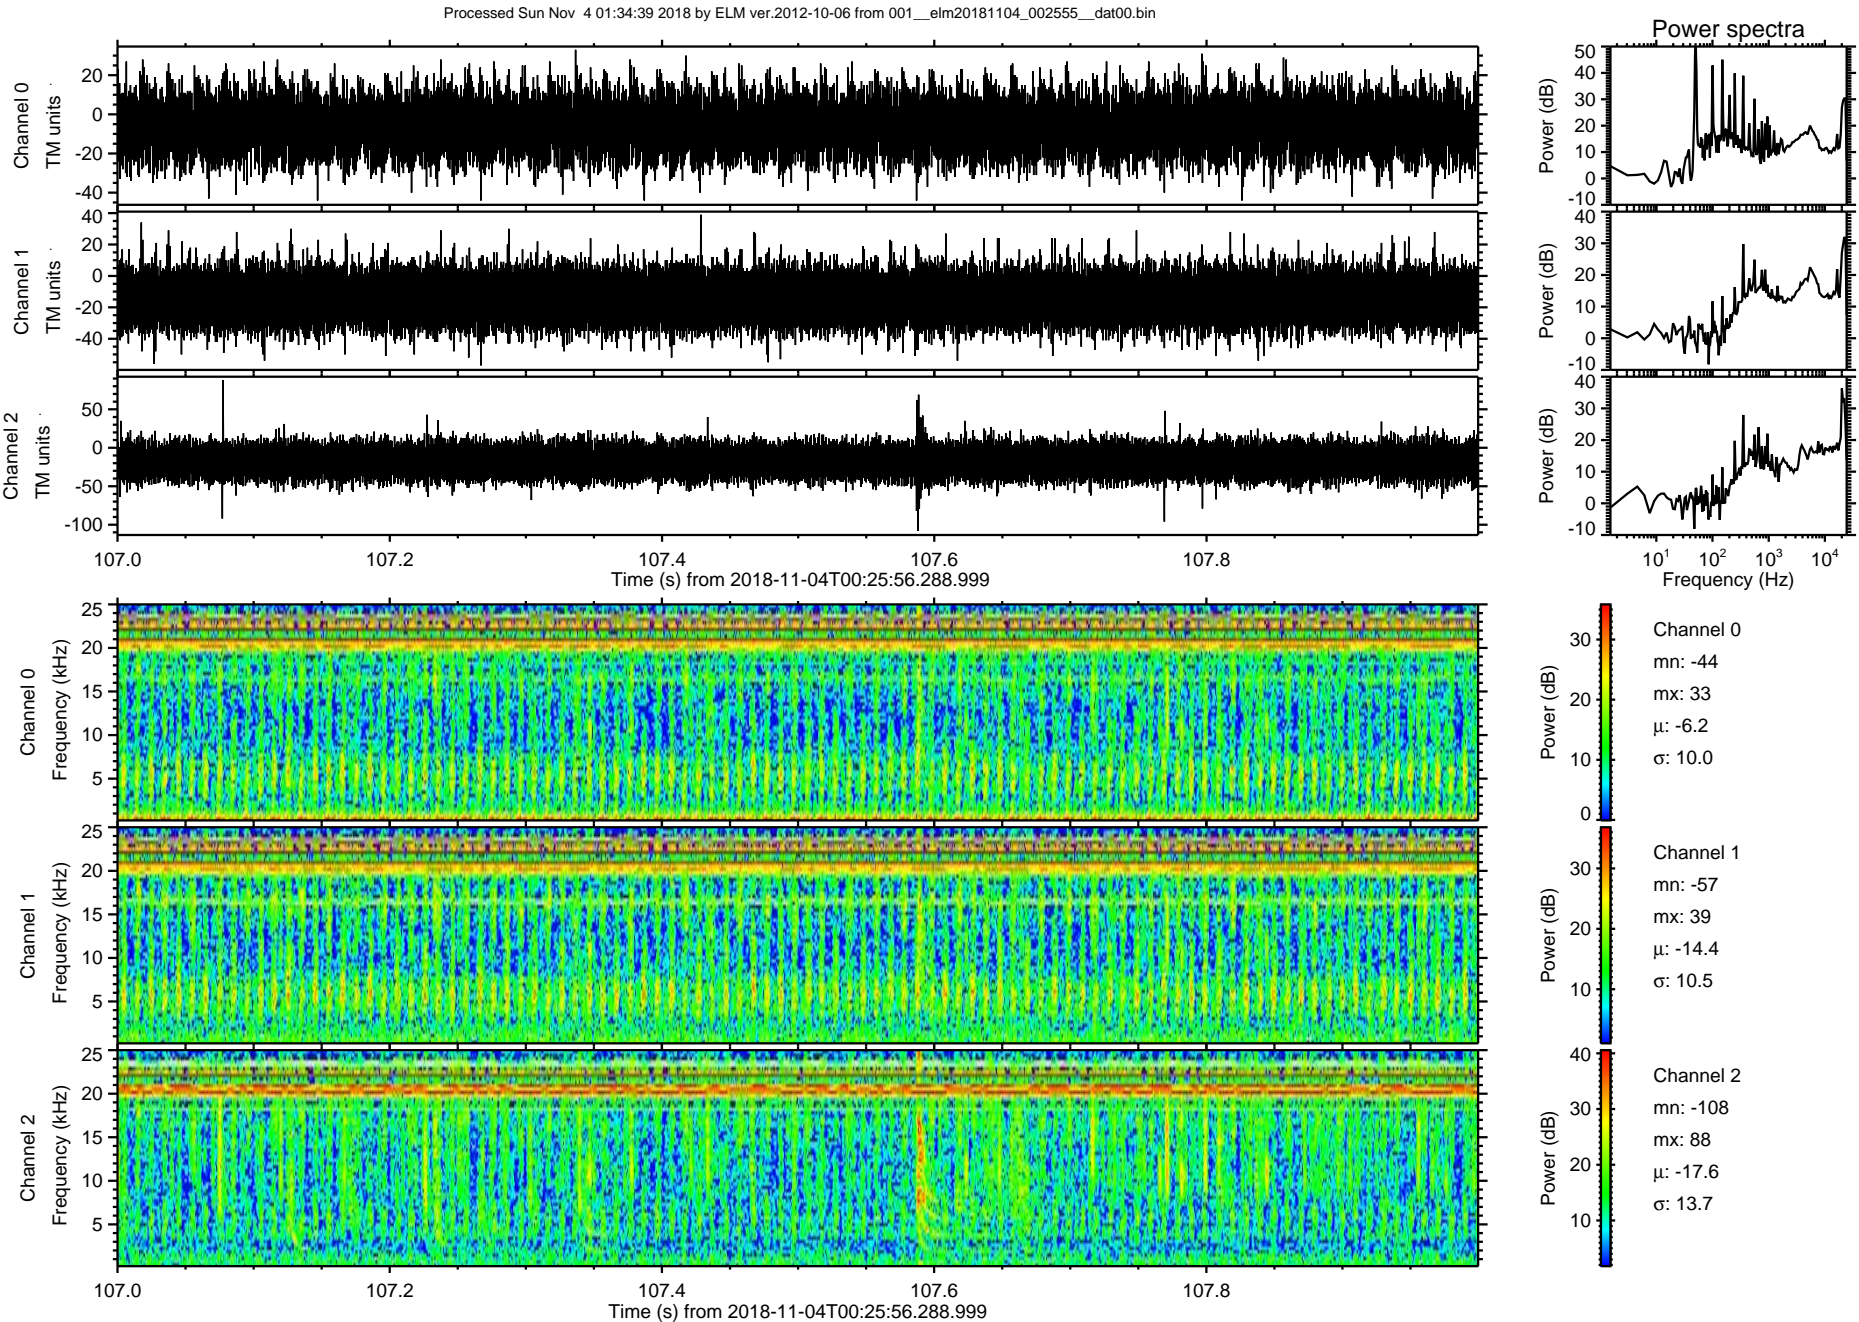 Processed Sun Nov 4 01:34:39 2018 by ELM ver.2012-10-06 from 001__elm20181104_002555__dat00.bin
Power spectra
Channel 0
TM units
20
0
-20
-40
Power (dB)
50
40
30
20
10
0
-10
Channel 1
TM units
40
20
0
-20
-40
Power (dB)
40
30
20
10
0
-10
Channel 2
TM units
50
0
-50
-100
Power (dB)
40
30
20
10
0
-10
107.0 107.2 107.4 107.6 107.8
Time (s) from 2018-11-04T00:25:56.288.999
10¹ 10² 10³ 10⁴
Frequency (Hz)
Channel 0
Frequency (kHz)
25
20
15
10
5
Power (dB)
30
20
10
0
Channel 0
mn: -44
mx: 33
μ: -6.2
σ: 10.0
Channel 1
Frequency (kHz)
25
20
15
10
5
Power (dB)
30
20
10
Channel 1
mn: -57
mx: 39
μ: -14.4
σ: 10.5
Channel 2
Frequency (kHz)
25
20
15
10
5
Power (dB)
40
30
20
10
Channel 2
mn: -108
mx: 88
μ: -17.6
σ: 13.7
107.0 107.2 107.4 107.6 107.8
Time (s) from 2018-11-04T00:25:56.288.999